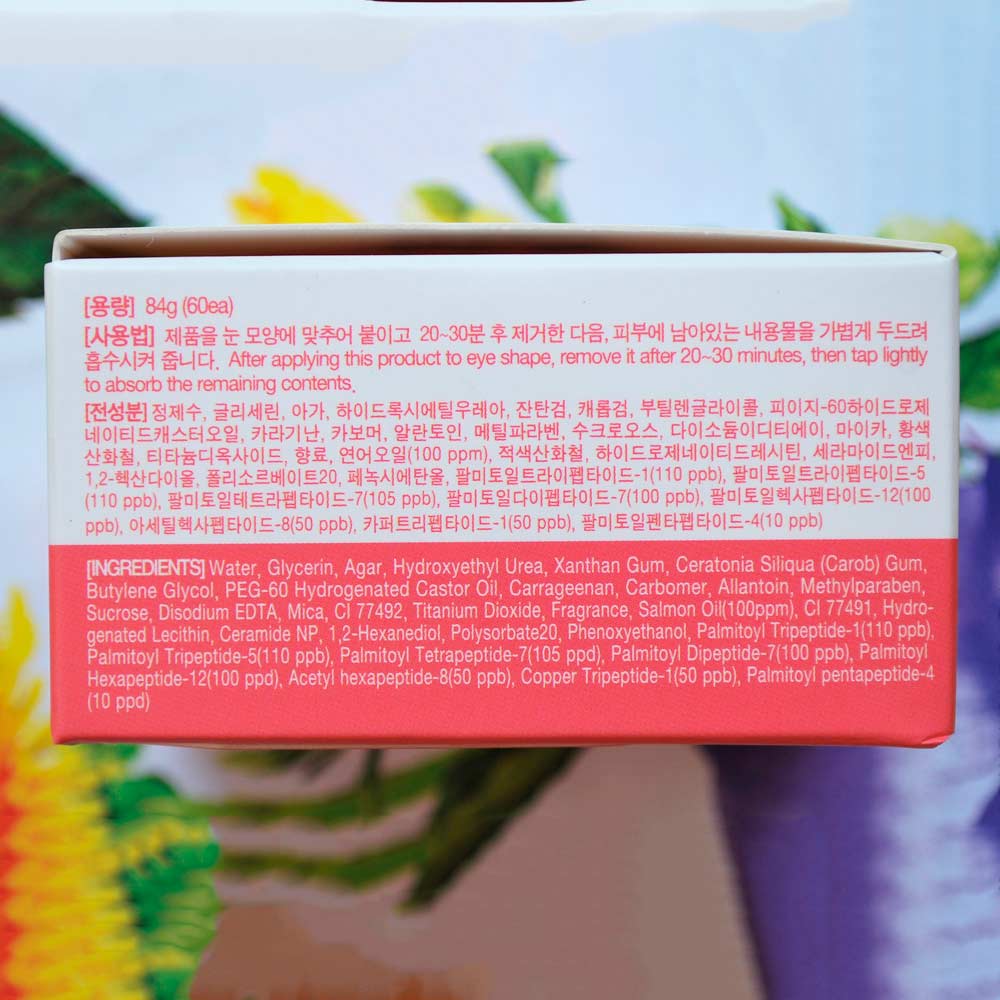 [용량] 84g (60ea)
[사용법] 제품을 눈 모양에 맞추어 붙이고 20~30분 후 제거한 다음, 피부에 남아있는 내용물을 가볍게 두드려
흡수시켜 줍니다. After applying this product to eye shape, remove it after 20~30 minutes, then tap lightly
to absorb the remaining contents.
[전성분] 정제수, 글리세린, 아가, 하이드록시에틸우레아, 잔탄검, 캐롭검, 부틸렌글라이콜, 피이지-60하이드로제
네이티드캐스터오일, 카라기난, 카보머, 알란토인, 메틸파라벤, 수크로오스, 다이소듐이디티에이, 마이카, 황색
산화철, 티타늄디옥사이드, 향료, 연어오일(100 ppm), 적색산화철, 하이드로제네이티드레시틴, 세라마이드엔피,
1,2-헥산다이올, 폴리소르베이트20, 페녹시에탄올, 팔미토일트라이펩타이드-1(110 ppb), 팔미토일트라이펩타이드-5
(110 ppb), 팔미토일테트라펩타이드-7(105 ppb), 팔미토일다이펩타이드-7(100 ppb), 팔미토일헥사펩타이드-12(100
ppb), 아세틸헥사펩타이드-8(50 ppb), 카퍼트리펩타이드-1(50 ppb), 팔미토일펜타펩타이드-4(10 ppb)
[INGREDIENTS] Water, Glycerin, Agar, Hydroxyethyl Urea, Xanthan Gum, Ceratonia Siliqua (Carob) Gum,
Butylene Glycol, PEG-60 Hydrogenated Castor Oil, Carrageenan, Carbomer, Allantoin, Methylparaben,
Sucrose, Disodium EDTA, Mica, CI 77492, Titanium Dioxide, Fragrance, Salmon Oil(100ppm), CI 77491, Hydro-
genated Lecithin, Ceramide NP, 1,2-Hexanediol, Polysorbate20, Phenoxyethanol, Palmitoyl Tripeptide-1(110 ppb),
Palmitoyl Tripeptide-5(110 ppb), Palmitoyl Tetrapeptide-7(105 ppd), Palmitoyl Dipeptide-7(100 ppb), Palmitoyl
Hexapeptide-12(100 ppd), Acetyl hexapeptide-8(50 ppb), Copper Tripeptide-1(50 ppb), Palmitoyl pentapeptide-4
(10 ppd)